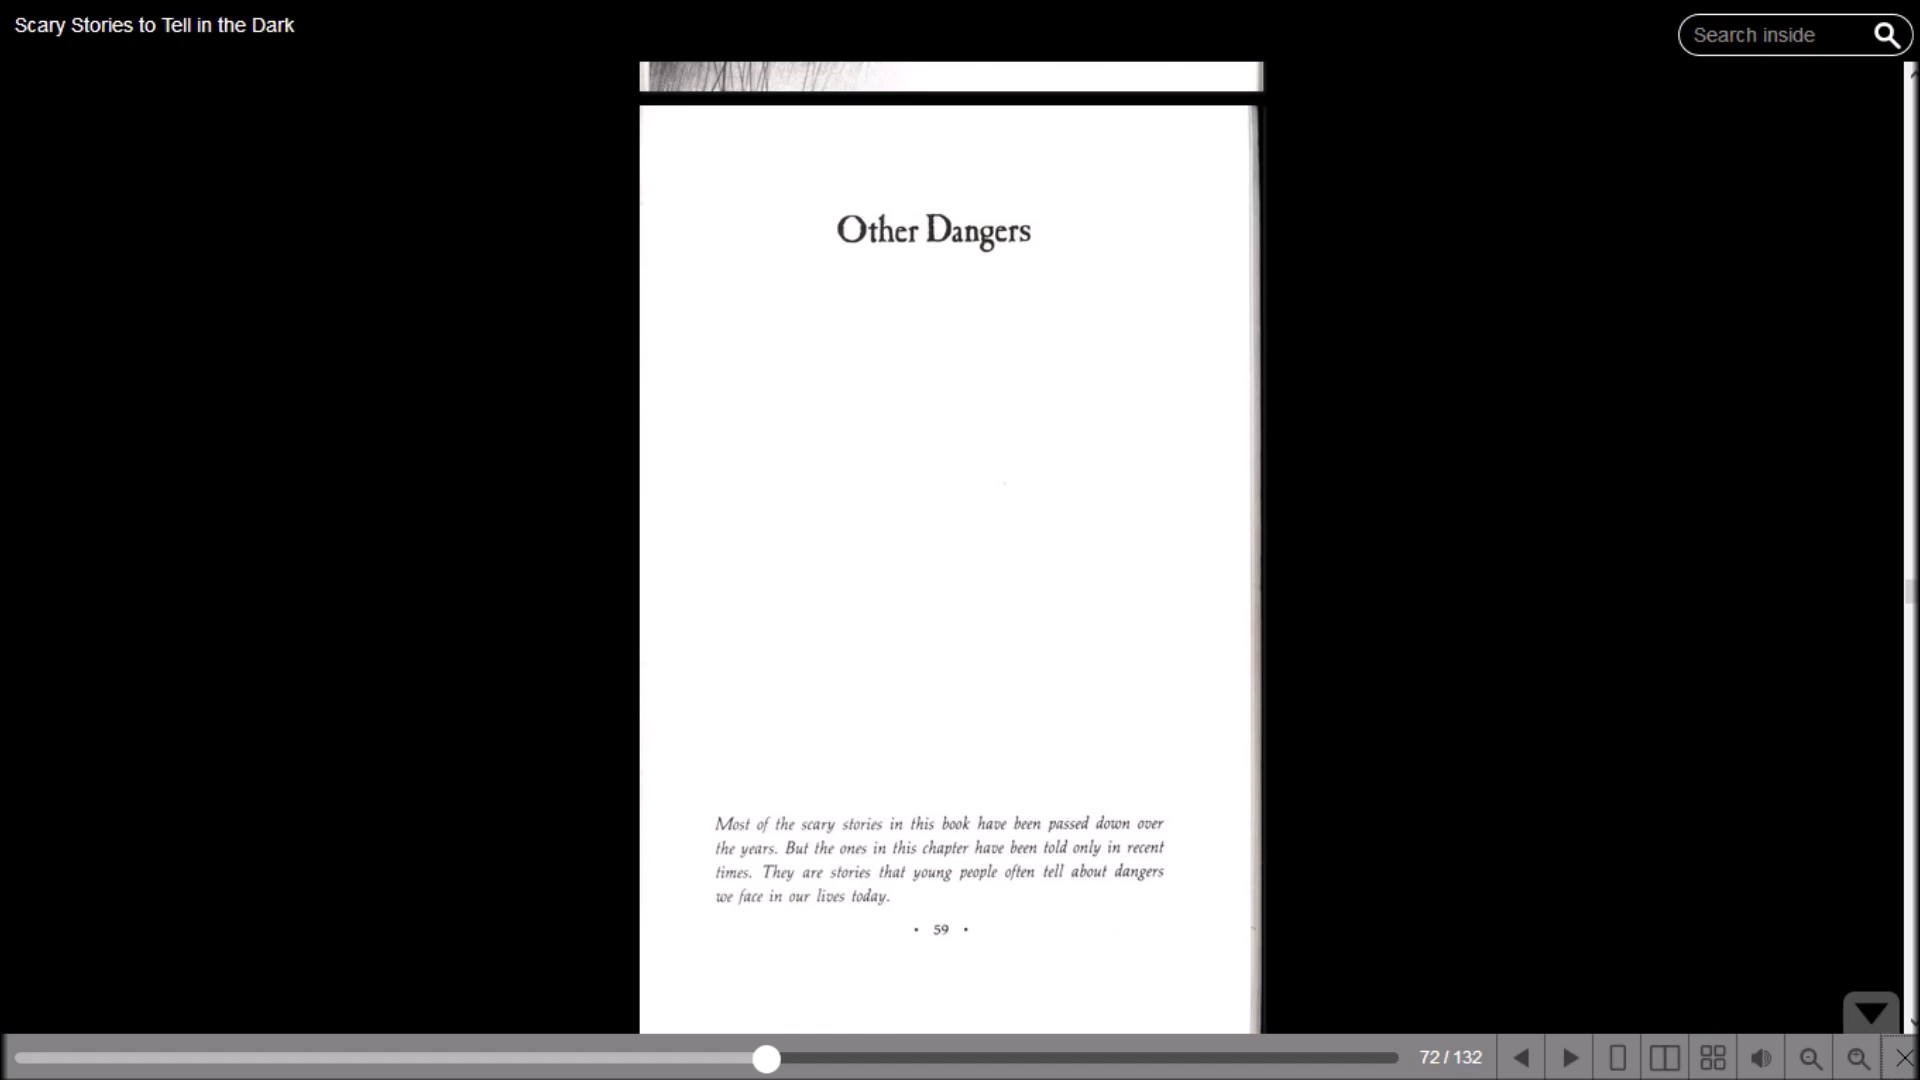 Scary Stories to Tell in the Dark
Search inside
Other Dangers
Most of the scary stories in this book have been passed down over
the years. But the ones in this chapter have been told only in recent
times. They are stories that young people often tell about dangers
we face in our lives today.
• 59 •
72 / 132